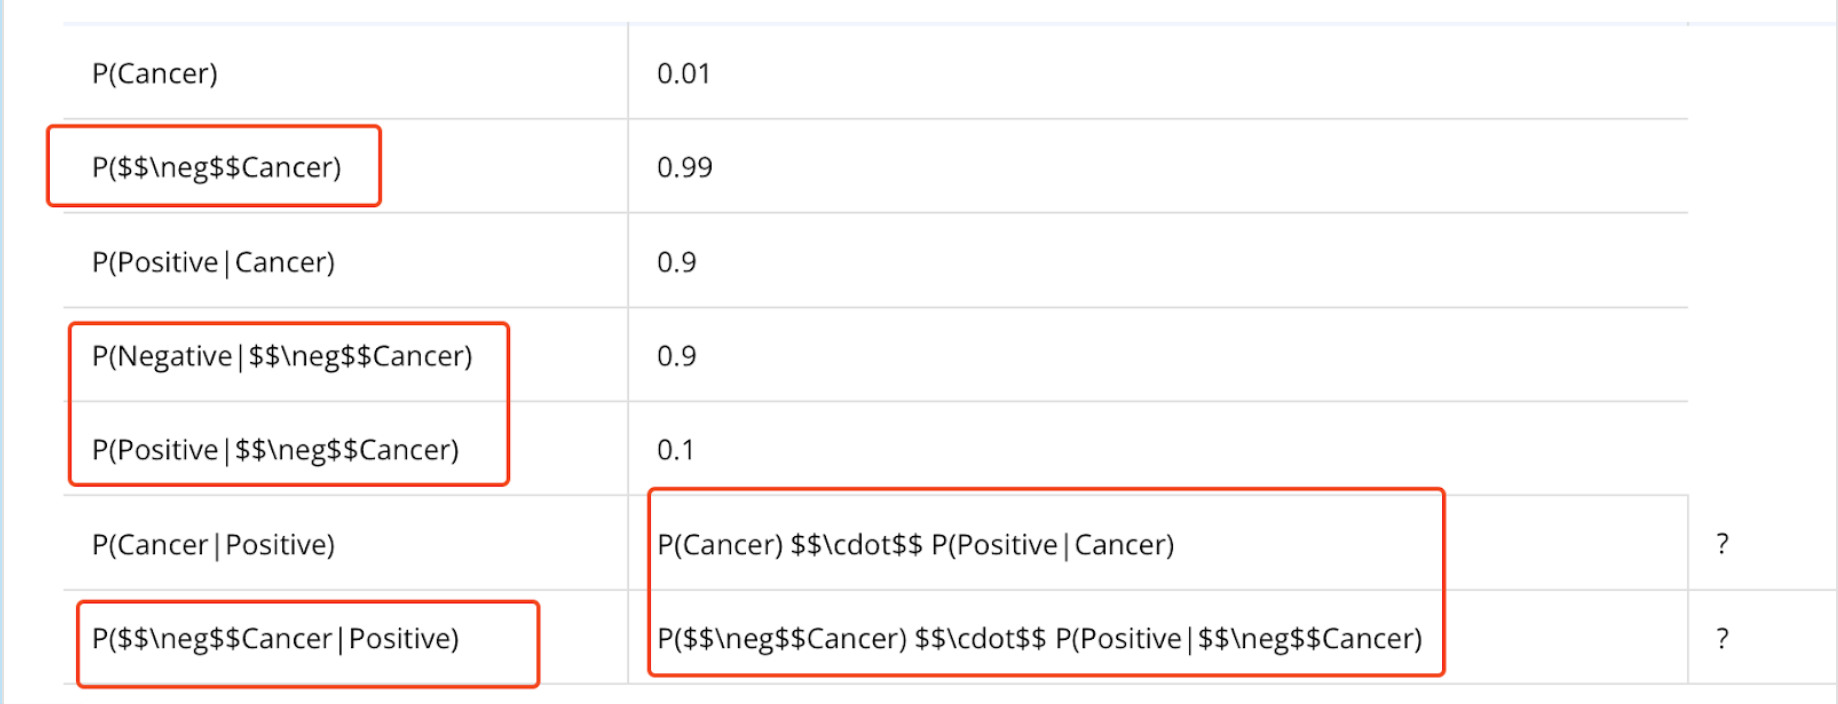 P(Cancer) 0.01
P($$\neg$$Cancer) 0.99
P(Positive|Cancer) 0.9
P(Negative|$$\neg$$Cancer) 0.9
P(Positive|$$\neg$$Cancer) 0.1
P(Cancer|Positive) P(Cancer) $$\cdot$$ P(Positive|Cancer) ?
P($$\neg$$Cancer|Positive) P($$\neg$$Cancer) $$\cdot$$ P(Positive|$$\neg$$Cancer) ?